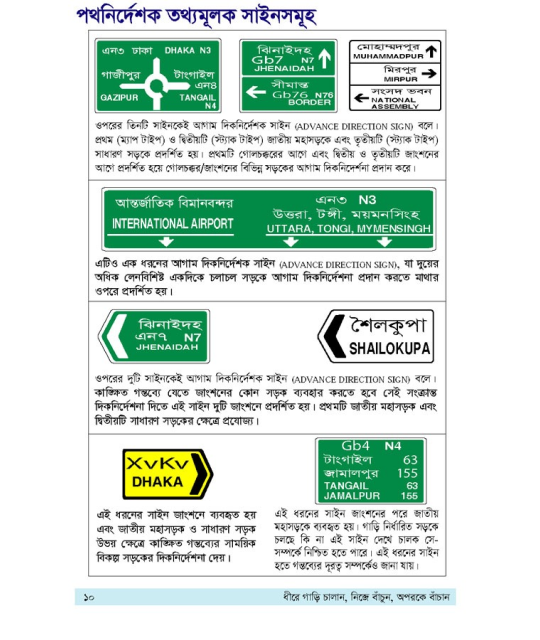 পথনির্দেশক তথ্যমূলক সাইনসমূহ
এন৩ ঢাকা DHAKA N3
গাজীপুর টাংগাইল
এন৪
GAZIPUR TANGAIL
N4
ঝিনাইদহ
Gb7 N7
JHENAIDAH
সীমান্ত
Gb76 N76
BORDER
মোহাম্মদপুর
MUHAMMADPUR
মিরপুর
MIRPUR
সংসদ ভবন
NATIONAL
ASSEMBLY
ওপরের তিনটি সাইনকেই আগাম দিকনির্দেশক সাইন (ADVANCE DIRECTION SIGN) বলে।
প্রথম (ম্যাপ টাইপ) ও দ্বিতীয়টি (স্ট্যাক টাইপ) জাতীয় মহাসড়কে এবং তৃতীয়টি (স্ট্যাক টাইপ)
সাধারণ সড়কে প্রদর্শিত হয়। প্রথমটি গোলচক্করের আগে এবং দ্বিতীয় ও তৃতীয়টি জাংশনের
আগে প্রদর্শিত হয়ে গোলচক্কর/জাংশনের বিভিন্ন সড়কের আগাম দিকনিদের্শনা প্রদান করে।
আন্তর্জাতিক বিমানবন্দর
INTERNATIONAL AIRPORT
এন৩ N3
উত্তরা, টঙ্গী, ময়মনসিংহ
UTTARA, TONGI, MYMENSINGH
এটিও এক ধরনের আগাম দিকনির্দেশক সাইন (ADVANCE DIRECTION SIGN), যা দুয়ের
অধিক লেনবিশিষ্ট একদিকে চলাচল সড়কে আগাম দিকনির্দেশনা প্রদান করতে মাথার
ওপরে প্রদর্শিত হয়।
ঝিনাইদহ
এন৭ N7
JHENAIDAH
শৈলকুপা
SHAILOKUPA
ওপরের দুটি সাইনকেই আগাম দিকনির্দেশক সাইন (ADVANCE DIRECTION SIGN) বলে।
কাঙ্ক্ষিত গন্তব্যে যেতে জাংশনের কোন সড়ক ব্যবহার করতে হবে সেই সংক্রান্ত
দিকনির্দেশনা দিতে এই সাইন দুটি জাংশনে প্রদর্শিত হয়। প্রথমটি জাতীয় মহাসড়ক এবং
দ্বিতীয়টি সাধারণ সড়কের ক্ষেত্রে প্রযোজ্য।
XvKv
DHAKA
এই ধরনের সাইন জাংশনে ব্যবহৃত হয়
এবং জাতীয় মহাসড়ক ও সাধারণ সড়ক
উভয় ক্ষেত্রে কাঙ্ক্ষিত গন্তব্যের সাময়িক
বিকল্প সড়কের দিকনির্দেশনা দেয়।
Gb4 N4
টাংগাইল 63
জামালপুর 155
TANGAIL 63
JAMALPUR 155
এই ধরনের সাইন জাংশনের পরে জাতীয়
মহাসড়কে ব্যবহৃত হয়। গাড়ি নির্ধারিত সড়কে
চলছে কি না এই সাইন দেখে চালক সে-
সম্পর্কে নিশ্চিত হতে পারে। এই ধরনের সাইন
হতে গন্তব্যের দূরত্ব সম্পর্কেও জানা যায়।
১০ ধীরে গাড়ি চালান, নিজে বাঁচুন, অপরকে বাঁচান